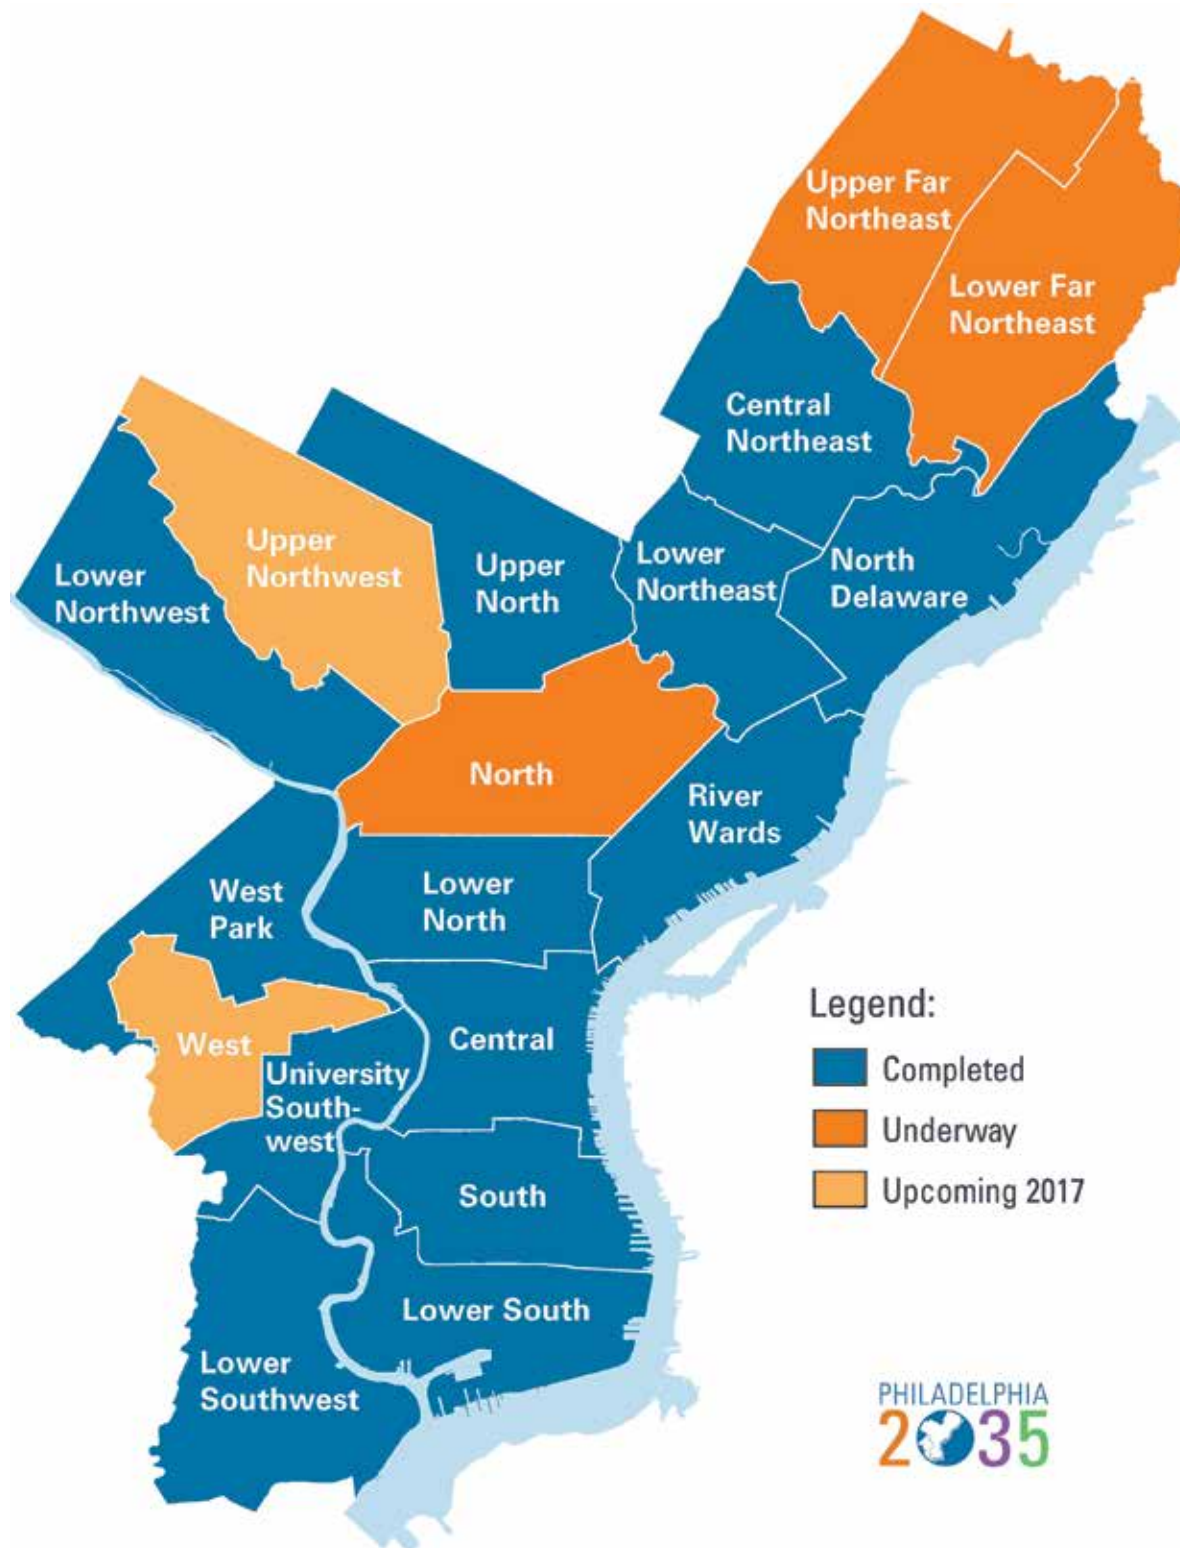 Upper Far
Northeast
Lower Far
Northeast
Central
Northeast
Upper
Northwest
Lower
Northwest
Upper
North
Lower
Northeast
North
Delaware
North
River
Wards
West
Park
Lower
North
West
Central
University
South-
west
South
Lower South
Lower
Southwest
Legend:
Completed
Underway
Upcoming 2017
PHILADELPHIA
2035